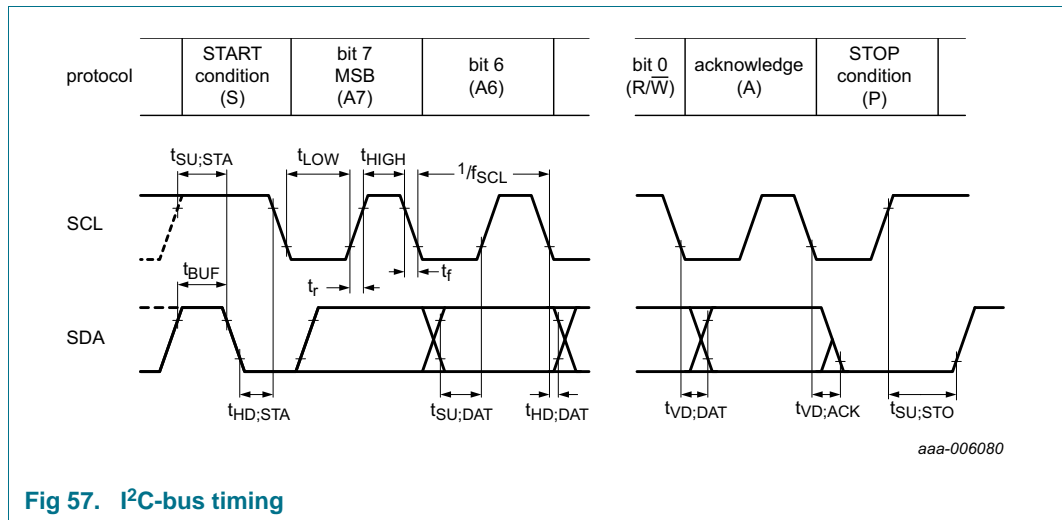 protocol
START
condition
(S)
bit 7
MSB
(A7)
bit 6
(A6)
bit 0
(R/W̅)
acknowledge
(A)
STOP
condition
(P)
tSU;STA
tLOW
tHIGH
1/fSCL
SCL
tBUF
tr
tf
SDA
tHD;STA
tSU;DAT
tHD;DAT
tVD;DAT
tVD;ACK
tSU;STO
aaa-006080
Fig 57. I²C-bus timing